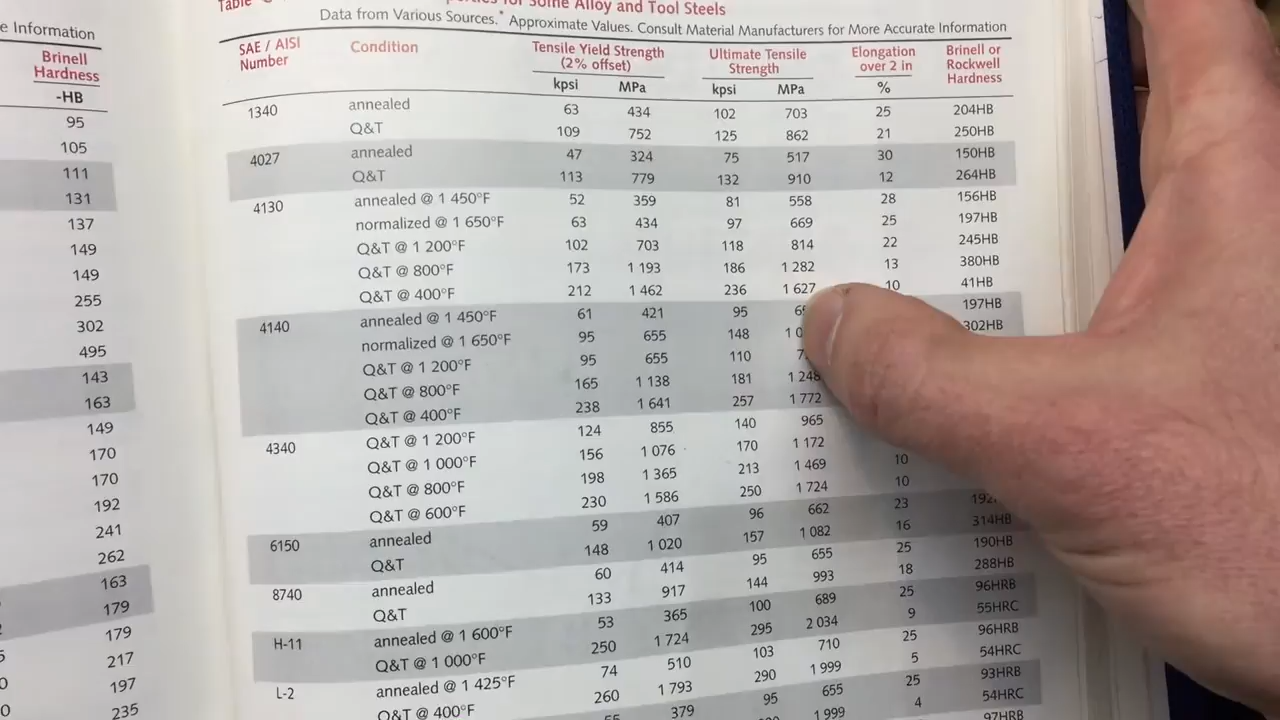 e Information
Brinell
Hardness
-HB
95
105
111
131
137
149
149
255
302
495
143
163
149
170
170
192
241
262
163
179
179
217
197
235
Table for Some Alloy and Tool Steels
Data from Various Sources.* Approximate Values. Consult Material Manufacturers for More Accurate Information
SAE / AISI Number Condition Tensile Yield Strength (2% offset) Ultimate Tensile Strength Elongation over 2 in Brinell or Rockwell Hardness
kpsi MPa kpsi MPa %
1340 annealed 63 434 102 703 25 204HB
Q&T 109 752 125 862 21 250HB
4027 annealed 47 324 75 517 30 150HB
Q&T 113 779 132 910 12 264HB
4130 annealed @ 1 450°F 52 359 81 558 28 156HB
normalized @ 1 650°F 63 434 97 669 25 197HB
Q&T @ 1 200°F 102 703 118 814 22 245HB
Q&T @ 800°F 173 1 193 186 1 282 13 380HB
Q&T @ 400°F 212 1 462 236 1 627 10 41HB
4140 annealed @ 1 450°F 61 421 95 197HB
normalized @ 1 650°F 95 655 148 302HB
Q&T @ 1 200°F 95 655 110
Q&T @ 800°F 165 1 138 181 1 248
Q&T @ 400°F 238 1 641 257 1 772
4340 Q&T @ 1 200°F 124 855 140 965
Q&T @ 1 000°F 156 1 076 170 1 172
Q&T @ 800°F 198 1 365 213 1 469 10
Q&T @ 600°F 230 1 586 250 1 724 10
6150 annealed 59 407 96 662 23
Q&T 148 1 020 157 1 082 16 314HB
8740 annealed 60 414 95 655 25 190HB
Q&T 133 917 144 993 18 288HB
H-11 annealed @ 1 600°F 53 365 100 689 25 96HRB
Q&T @ 1 000°F 250 1 724 295 2 034 9 55HRC
L-2 annealed @ 1 425°F 74 510 103 710 25 96HRB
Q&T @ 400°F 260 1 793 290 1 999 5 54HRC
379 95 655 25 93HRB
1 999 4 54HRC
97HRB